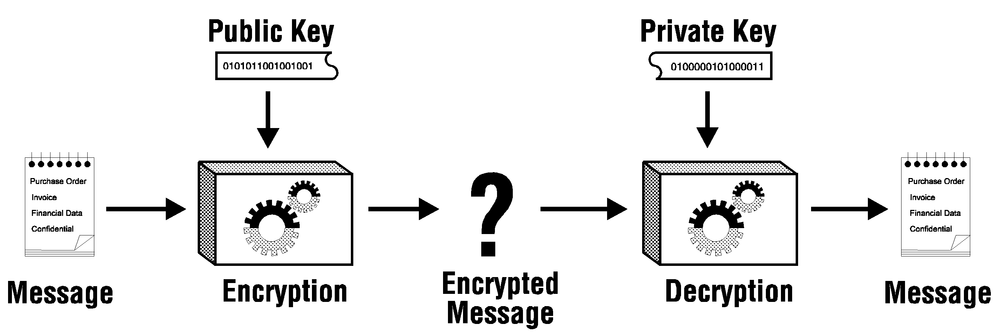 Public Key
0101011001001001
Private Key
0100000101000011
Purchase Order
Invoice
Financial Data
Confidential
Purchase Order
Invoice
Financial Data
Confidential
Message
Encryption
Encrypted
Message
Decryption
Message